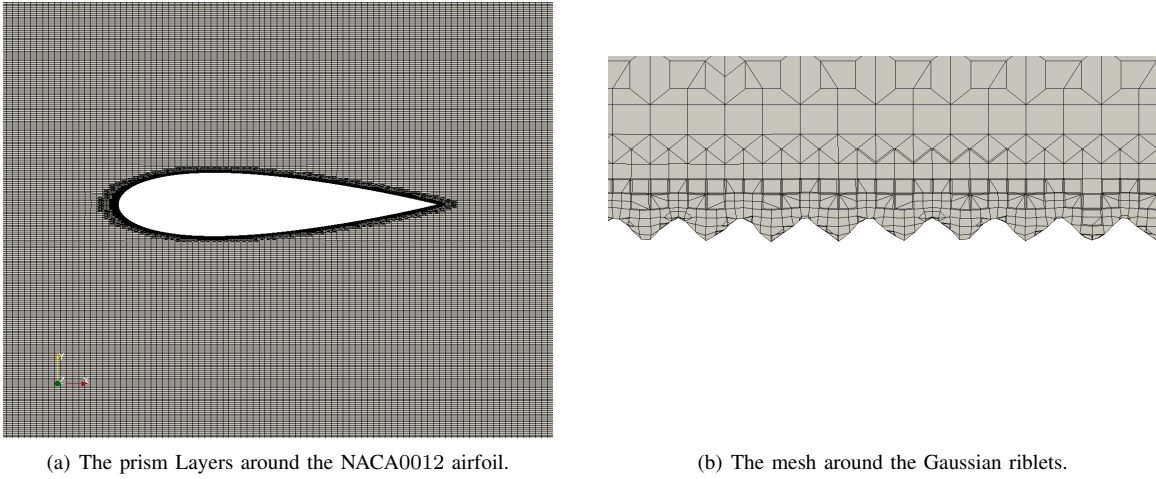 Y
Z
X
(a) The prism Layers around the NACA0012 airfoil.
(b) The mesh around the Gaussian riblets.